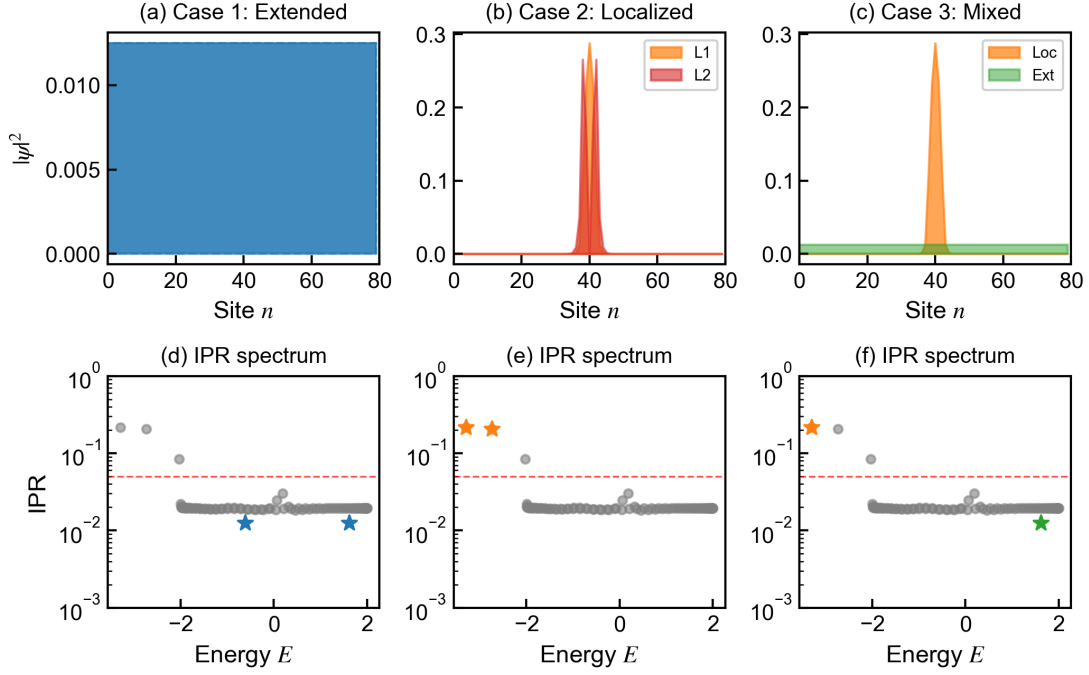 (a) Case 1: Extended
(b) Case 2: Localized
(c) Case 3: Mixed
|ψ|²
0.010
0.005
0.000
0 20 40 60 80
Site n
0.3
0.2
0.1
0.0
L1
L2
0 20 40 60 80
Site n
0.3
0.2
0.1
0.0
Loc
Ext
0 20 40 60 80
Site n
(d) IPR spectrum
(e) IPR spectrum
(f) IPR spectrum
IPR
10⁰
10⁻¹
10⁻²
10⁻³
−2 0 2
Energy E
10⁰
10⁻¹
10⁻²
10⁻³
−2 0 2
Energy E
10⁰
10⁻¹
10⁻²
10⁻³
−2 0 2
Energy E